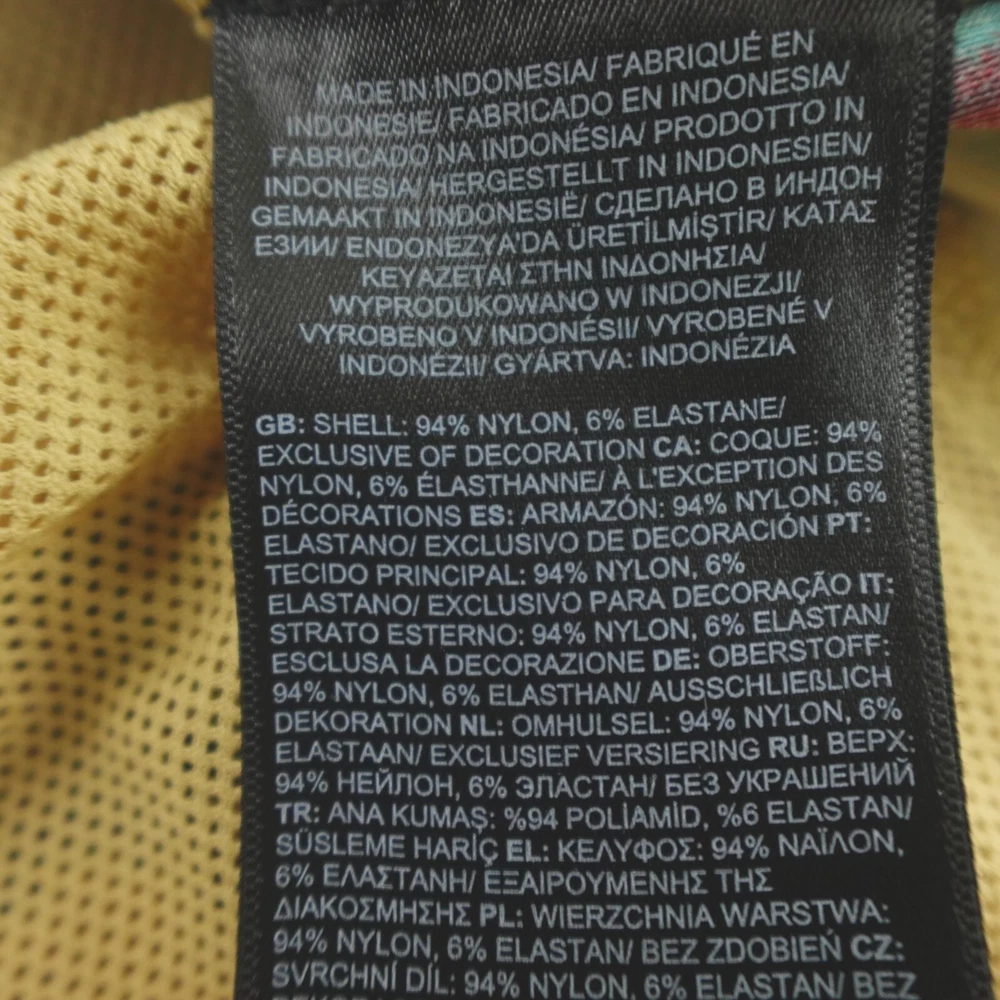 MADE IN INDONESIA/ FABRIQUÉ EN
INDONESIE/ FABRICADO EN INDONESIA/
FABRICADO NA INDONÉSIA/ PRODOTTO IN
INDONESIA/ HERGESTELLT IN INDONESIEN/
GEMAAKT IN INDONESIË/ СДЕЛАНО В ИНДОН
ЕЗИИ/ ENDONEZYA'DA ÜRETİLMİŞTİR/ ΚΑΤΑΣ
ΚΕΥΑΖΕΤΑΙ ΣΤΗΝ ΙΝΔΟΝΗΣΙΑ/
WYPRODUKOWANO W INDONEZJI/
VYROBENO V INDONÉSII/ VYROBENÉ V
INDONÉZII/ GYÁRTVA: INDONÉZIA
GB: SHELL: 94% NYLON, 6% ELASTANE/
EXCLUSIVE OF DECORATION CA: COQUE: 94%
NYLON, 6% ÉLASTHANNE/ À L'EXCEPTION DES
DÉCORATIONS ES: ARMAZÓN: 94% NYLON, 6%
ELASTANO/ EXCLUSIVO DE DECORACIÓN PT:
TECIDO PRINCIPAL: 94% NYLON, 6%
ELASTANO/ EXCLUSIVO PARA DECORAÇÃO IT:
STRATO ESTERNO: 94% NYLON, 6% ELASTAN/
ESCLUSA LA DECORAZIONE DE: OBERSTOFF:
94% NYLON, 6% ELASTHAN/ AUSSCHLIEßLICH
DEKORATION NL: OMHULSEL: 94% NYLON, 6%
ELASTAAN/ EXCLUSIEF VERSIERING RU: ВЕРХ:
94% НЕЙЛОН, 6% ЭЛАСТАН/ БЕЗ УКРАШЕНИЙ
TR: ANA KUMAŞ: %94 POLİAMİD, %6 ELASTAN/
SÜSLEME HARİÇ EL: ΚΕΛΥΦΟΣ: 94% ΝΑΪΛΟΝ,
6% ΕΛΑΣΤΑΝΗ/ ΕΞΑΙΡΟΥΜΕΝΗΣ ΤΗΣ
ΔΙΑΚΟΣΜΗΣΗΣ PL: WIERZCHNIA WARSTWA:
94% NYLON, 6% ELASTAN/ BEZ ZDOBIEŃ CZ:
SVRCHNÍ DÍL: 94% NYLON, 6% ELASTAN/ BEZ